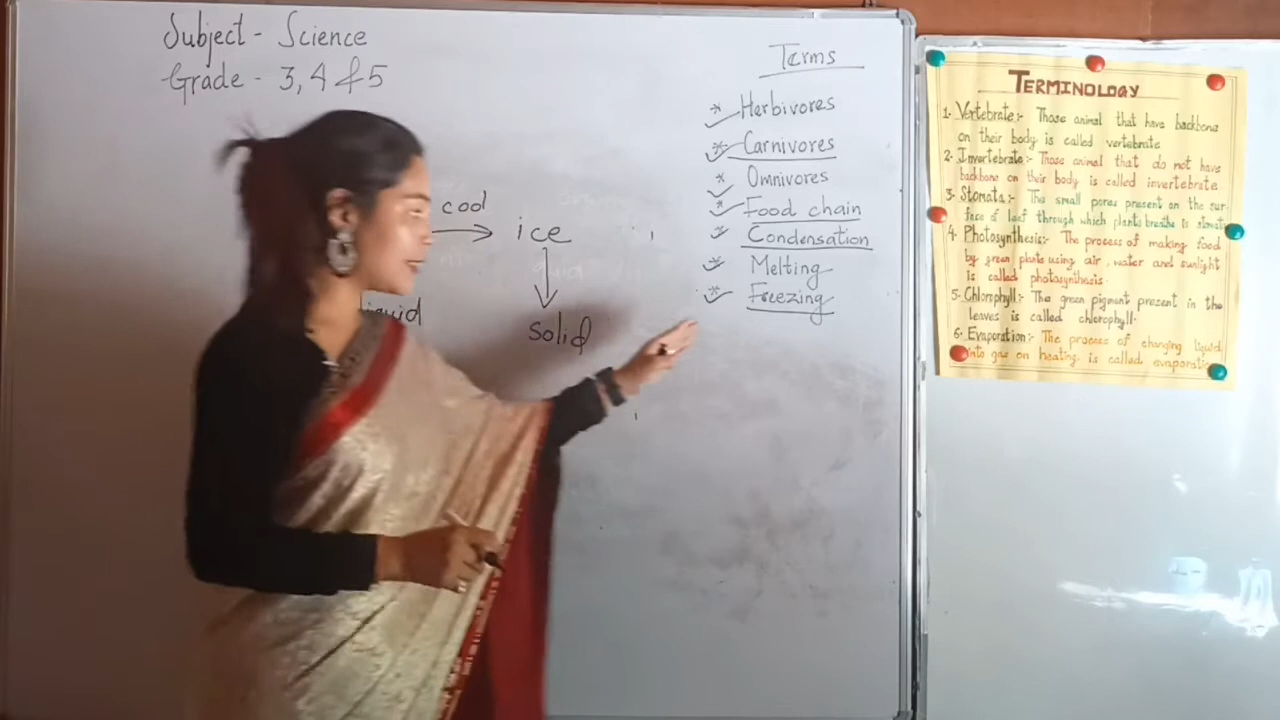 Subject - Science
Grade - 3, 4 & 5
cool
ice
liquid
solid
Terms
* Herbivores
* Carnivores
* Omnivores
* Food chain
* Condensation
* Melting
* Freezing
TERMINOLOGY
1. Vertebrate:- Those animal that have backbone
on their body is called vertebrate
2. Invertebrate:- Those animal that do not have
backbone on their body is called invertebrate
3. Stomata:- The small pores present on the sur-
face of leaf through which plants breathe is stomat
4. Photosynthesis:- The process of making food
by green plants using air, water and sunlight
is called photosynthesis.
5. Chlorophyll:- The green pigment present in the
leaves is called chlorophyll.
6. Evaporation:- The process of changing liquid
into gas on heating is called evaporati